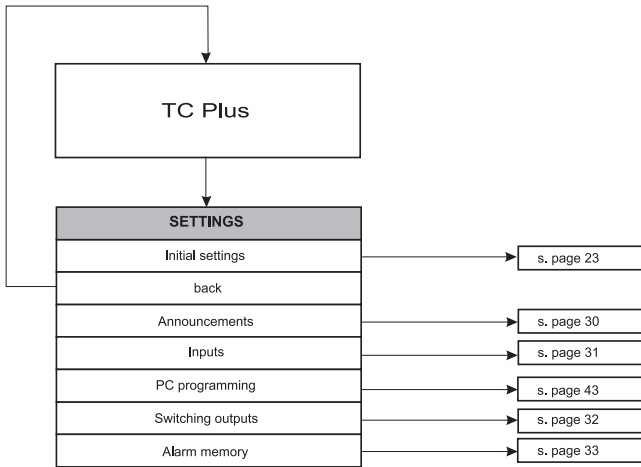 TC Plus
SETTINGS
Initial settings
s. page 23
back
Announcements
s. page 30
Inputs
s. page 31
PC programming
s. page 43
Switching outputs
s. page 32
Alarm memory
s. page 33